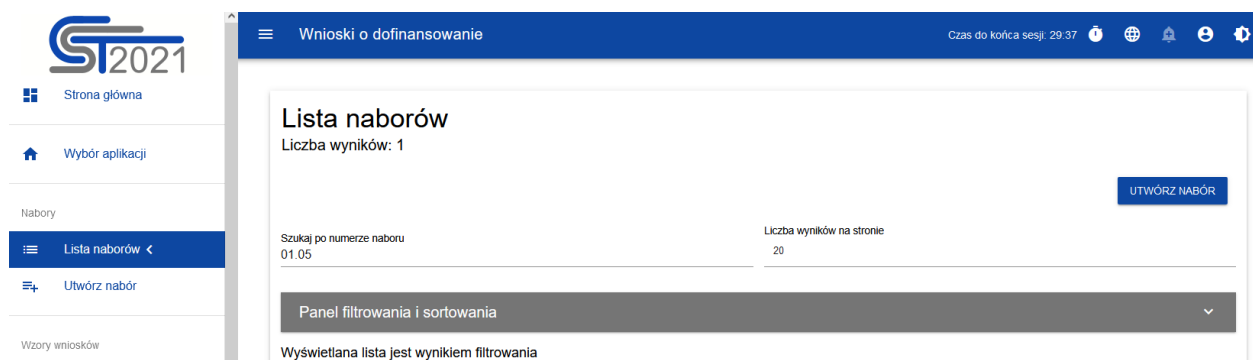 CST2021
Strona główna
Wybór aplikacji
Nabory
Lista naborów
Utwórz nabór
Wzory wniosków
Wnioski o dofinansowanie
Czas do końca sesji: 29:37
Lista naborów
Liczba wyników: 1
UTWÓRZ NABÓR
Szukaj po numerze naboru
01.05
Liczba wyników na stronie
20
Panel filtrowania i sortowania
Wyświetlana lista jest wynikiem filtrowania